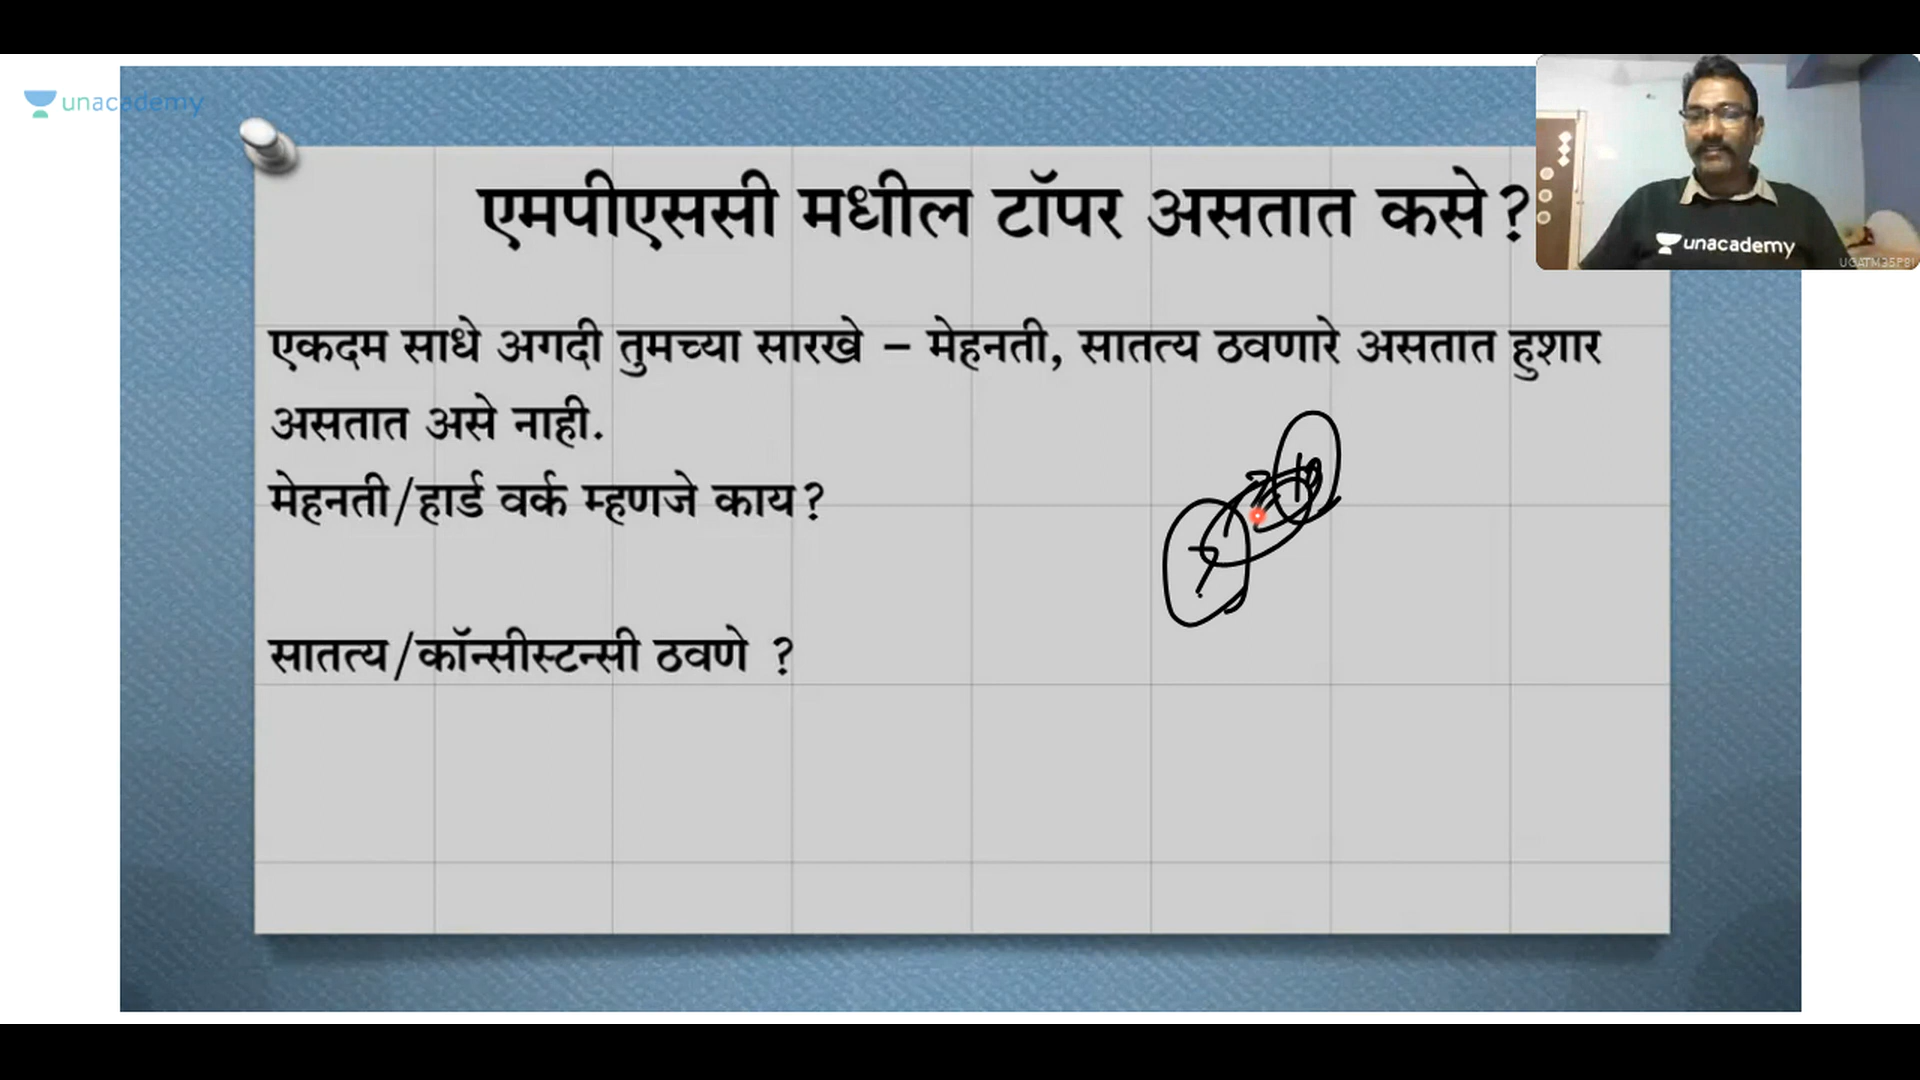 unacademy
एमपीएससी मधील टॉपर असतात कसे?
unacademy
UGATM35P8I
एकदम साधे अगदी तुमच्या सारखे – मेहनती, सातत्य ठवणारे असतात हुशार
असतात असे नाही.
मेहनती/हार्ड वर्क म्हणजे काय?
सातत्य/कॉन्सीस्टन्सी ठवणे ?